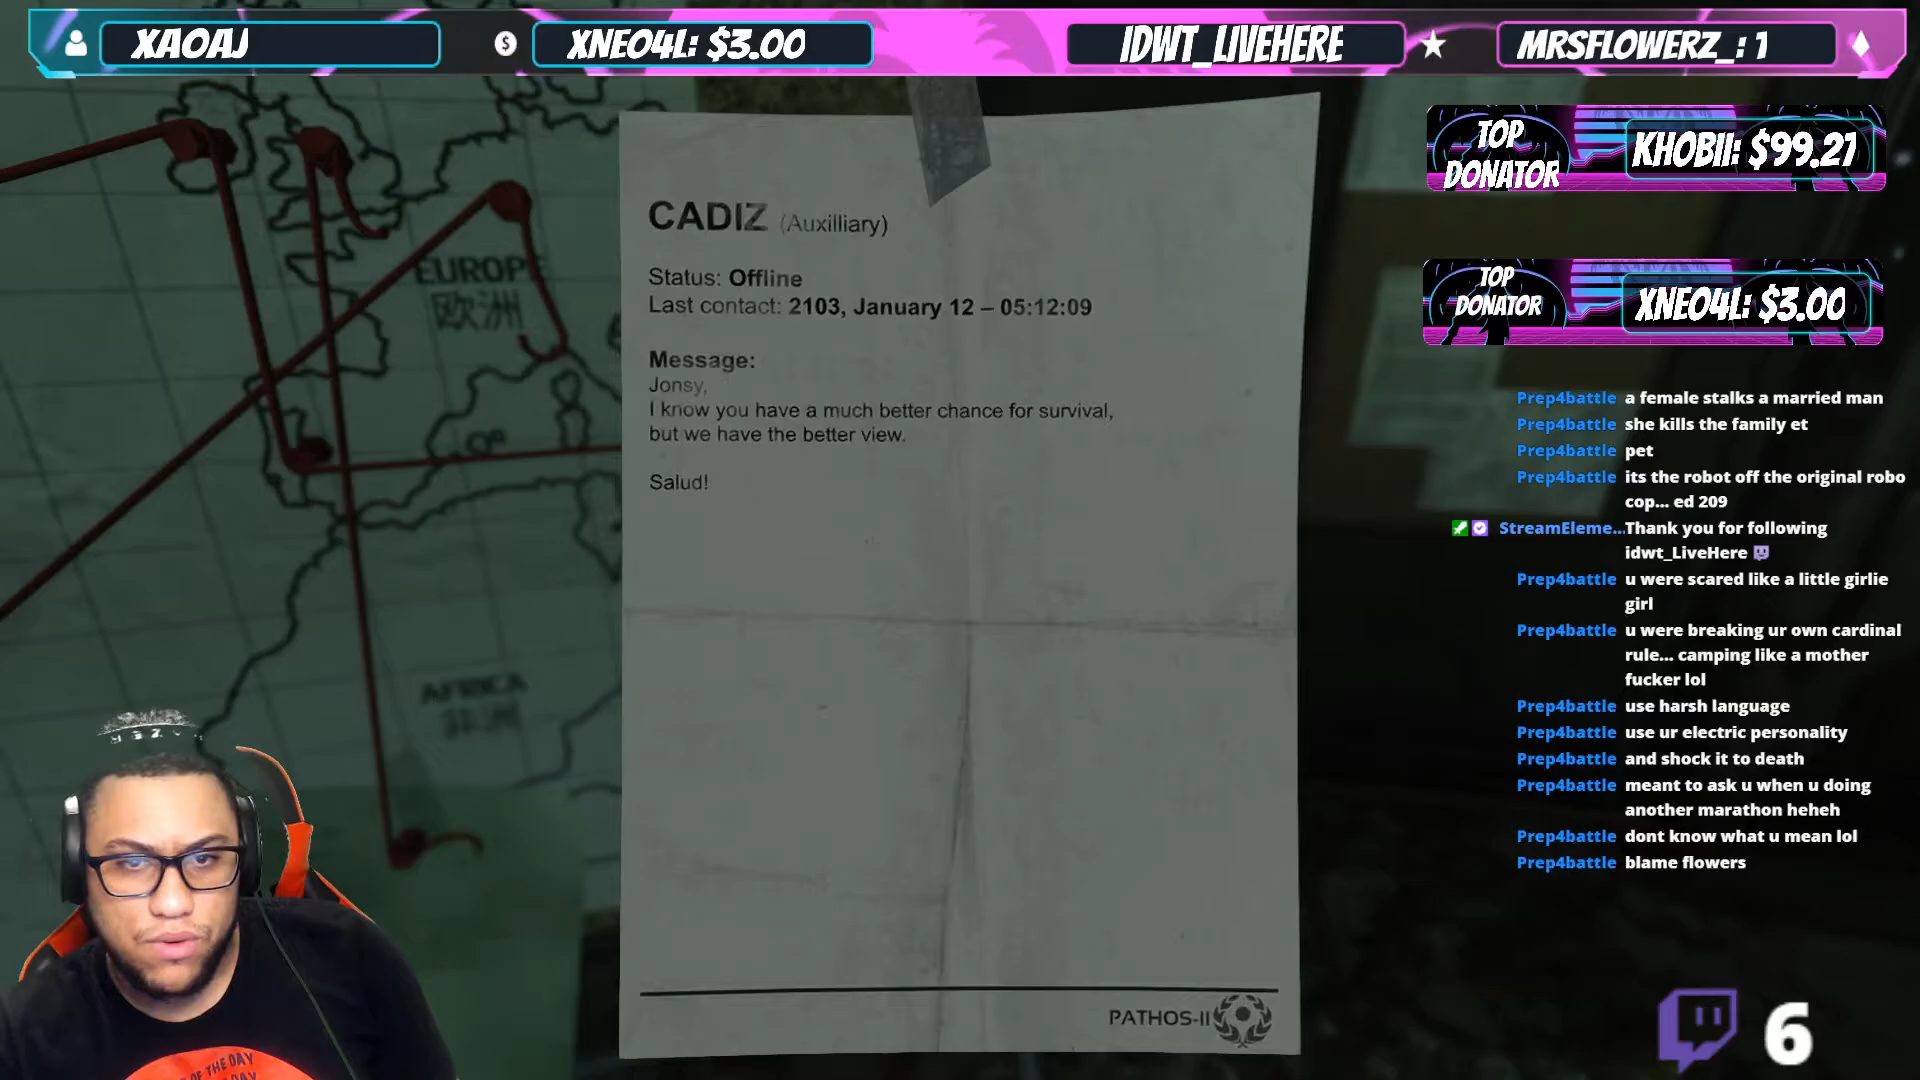 XAOAJ
XNEO4L: $3.00
IDWT_LIVEHERE
MRSFLOWERZ_: 1
TOP DONATOR
KHOBII: $99.27
TOP DONATOR
XNEO4L: $3.00
EUROPE
欧洲
0°
AFRICA
非洲
CADIZ (Auxilliary)
Status: Offline
Last contact: 2103, January 12 – 05:12:09
Message:
Jonsy,
I know you have a much better chance for survival,
but we have the better view.
Salud!
PATHOS-II
Prep4battle a female stalks a married man
Prep4battle she kills the family et
Prep4battle pet
Prep4battle its the robot off the original robo
cop... ed 209
StreamEleme... Thank you for following
idwt_LiveHere
Prep4battle u were scared like a little girlie
girl
Prep4battle u were breaking ur own cardinal
rule... camping like a mother
fucker lol
Prep4battle use harsh language
Prep4battle use ur electric personality
Prep4battle and shock it to death
Prep4battle meant to ask u when u doing
another marathon heheh
Prep4battle dont know what u mean lol
Prep4battle blame flowers
OF THE DAY
6